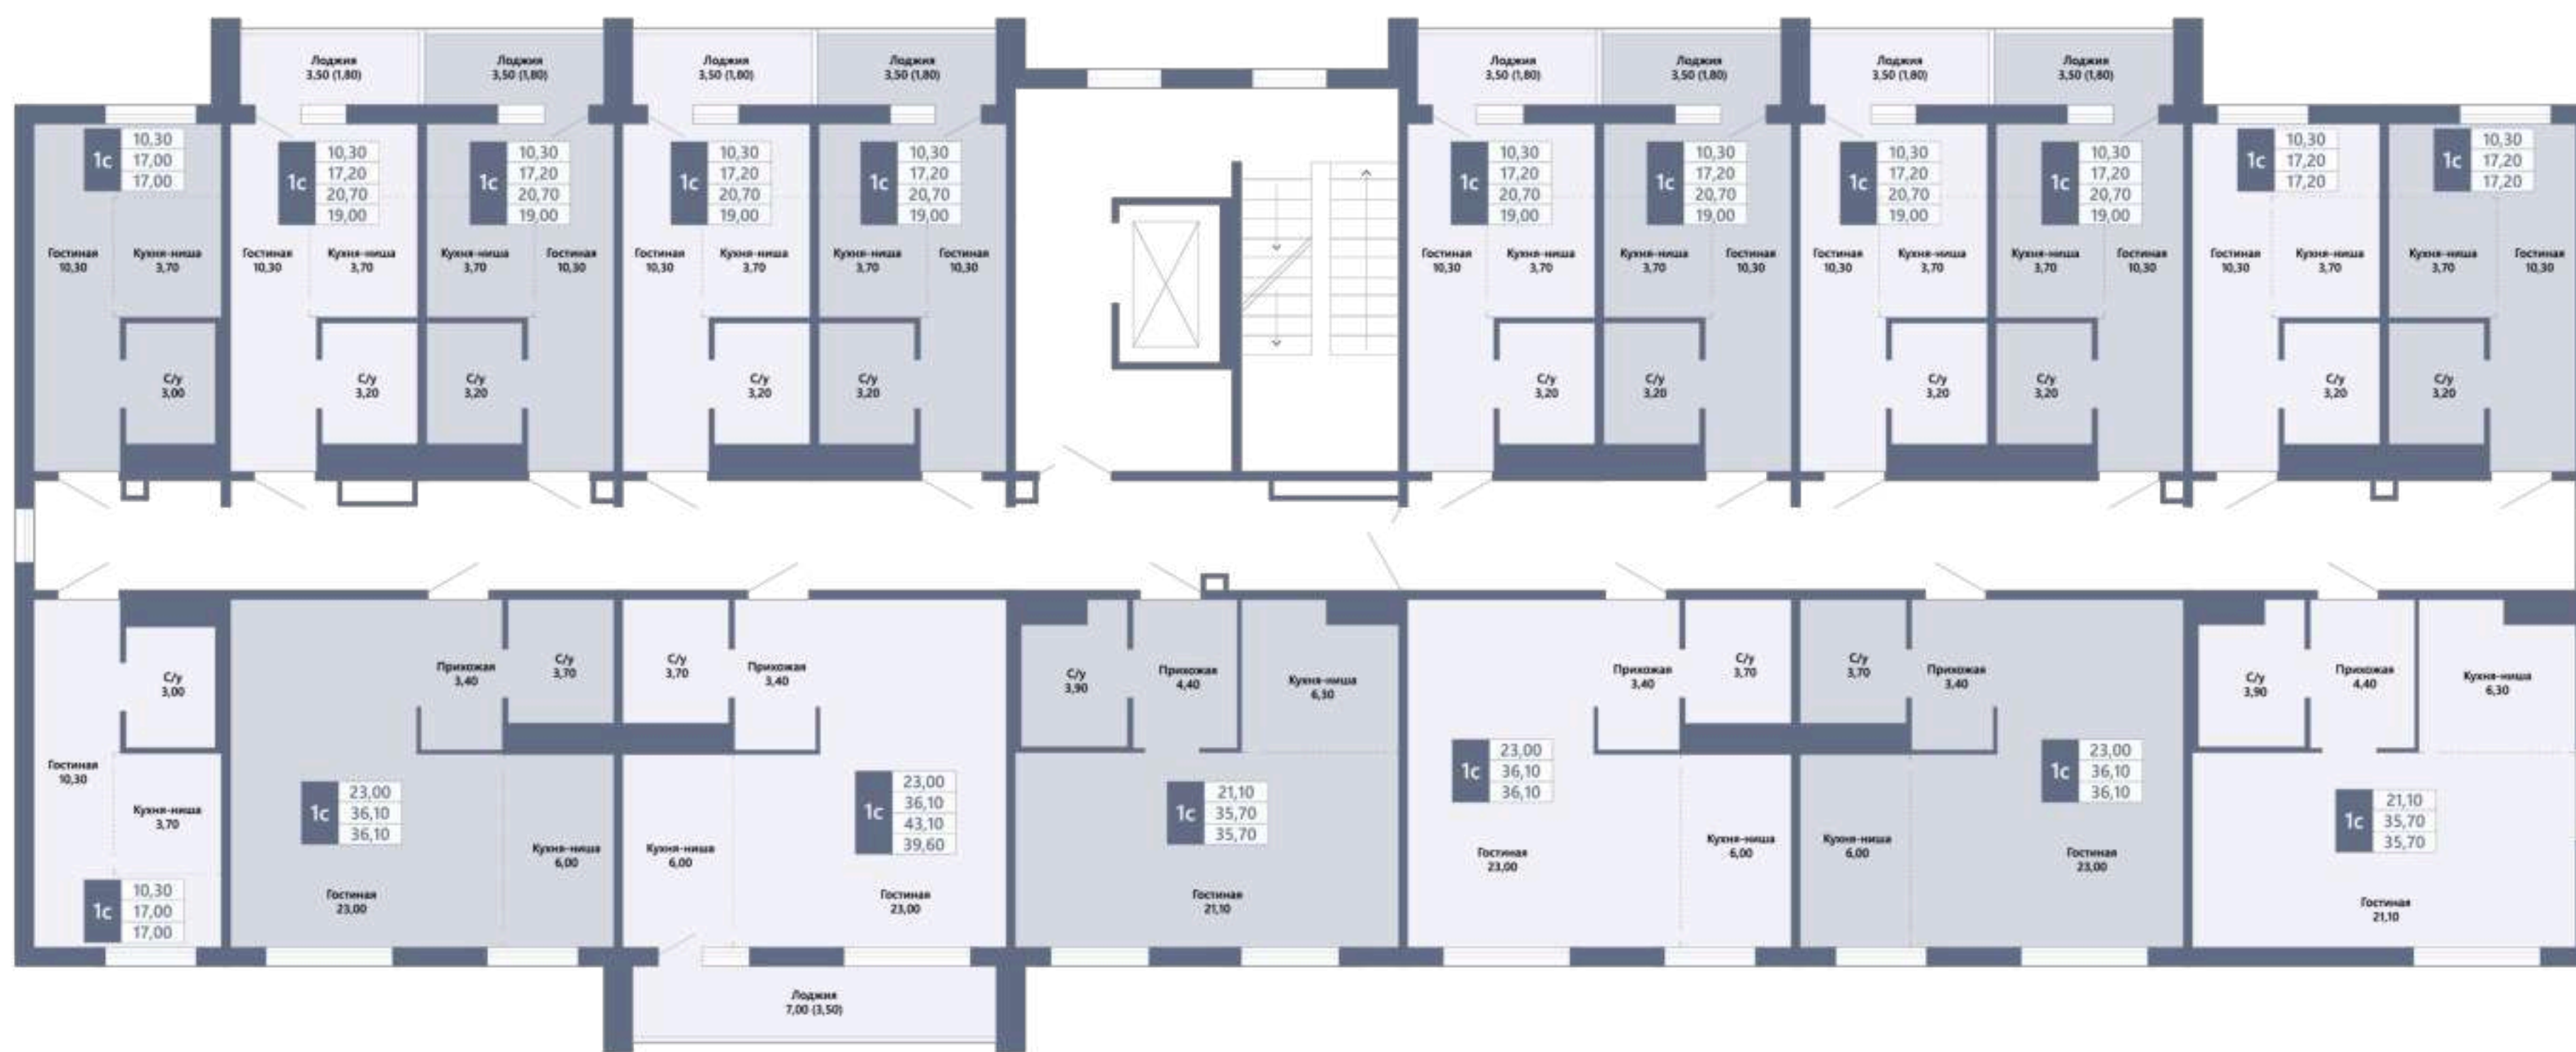 Лоджия
3,50 (1,80)
Лоджия
3,50 (1,80)
Лоджия
3,50 (1,80)
Лоджия
3,50 (1,80)
Лоджия
3,50 (1,80)
Лоджия
3,50 (1,80)
Лоджия
3,50 (1,80)
Лоджия
3,50 (1,80)
1с
10,30
17,00
17,00
1с
10,30
17,20
20,70
19,00
1с
10,30
17,20
20,70
19,00
1с
10,30
17,20
20,70
19,00
1с
10,30
17,20
20,70
19,00
1с
10,30
17,20
20,70
19,00
1с
10,30
17,20
20,70
19,00
1с
10,30
17,20
20,70
19,00
1с
10,30
17,20
20,70
19,00
1с
10,30
17,20
17,20
1с
10,30
17,20
17,20
Гостиная
10,30
Кухня-ниша
3,70
Гостиная
10,30
Кухня-ниша
3,70
Кухня-ниша
3,70
Гостиная
10,30
Гостиная
10,30
Кухня-ниша
3,70
Кухня-ниша
3,70
Гостиная
10,30
Гостиная
10,30
Кухня-ниша
3,70
Кухня-ниша
3,70
Гостиная
10,30
Гостиная
10,30
Кухня-ниша
3,70
Кухня-ниша
3,70
Гостиная
10,30
Гостиная
10,30
Кухня-ниша
3,70
Кухня-ниша
3,70
Гостиная
10,30
С/у
3,00
С/у
3,20
С/у
3,20
С/у
3,20
С/у
3,20
С/у
3,20
С/у
3,20
С/у
3,20
С/у
3,20
С/у
3,20
С/у
3,20
С/у
3,00
Гостиная
10,30
Кухня-ниша
3,70
1с
10,30
17,00
17,00
Прихожая
3,40
С/у
3,70
1с
23,00
36,10
36,10
Кухня-ниша
6,00
Гостиная
23,00
С/у
3,70
Прихожая
3,40
Кухня-ниша
6,00
1с
23,00
36,10
43,10
39,60
Гостиная
23,00
Лоджия
7,00 (3,50)
С/у
3,90
Прихожая
4,40
Кухня-ниша
6,30
1с
21,10
35,70
35,70
Гостиная
21,10
Прихожая
3,40
С/у
3,70
1с
23,00
36,10
36,10
Гостиная
23,00
Кухня-ниша
6,00
С/у
3,70
Прихожая
3,40
1с
23,00
36,10
36,10
Кухня-ниша
6,00
Гостиная
23,00
С/у
3,90
Прихожая
4,40
Кухня-ниша
6,30
1с
21,10
35,70
35,70
Гостиная
21,10